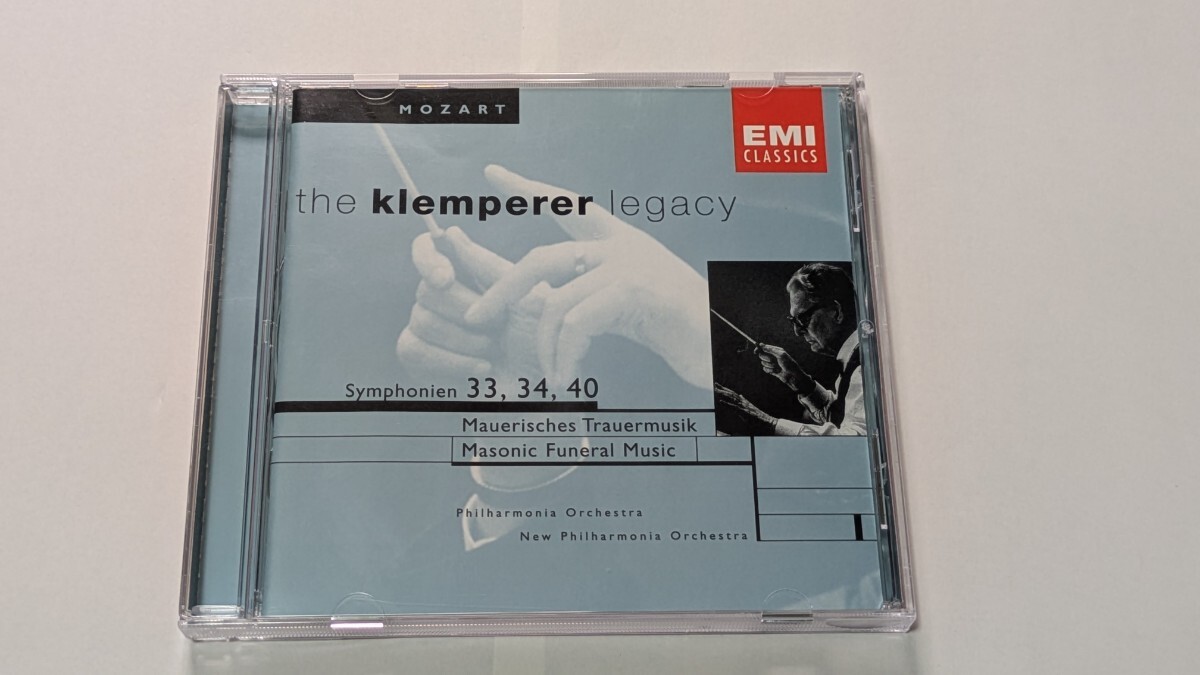 MOZART
EMI
CLASSICS
the klemperer legacy
Symphonien 33, 34, 40
Mauerisches Trauermusik
Masonic Funeral Music
Philharmonia Orchestra
New Philharmonia Orchestra